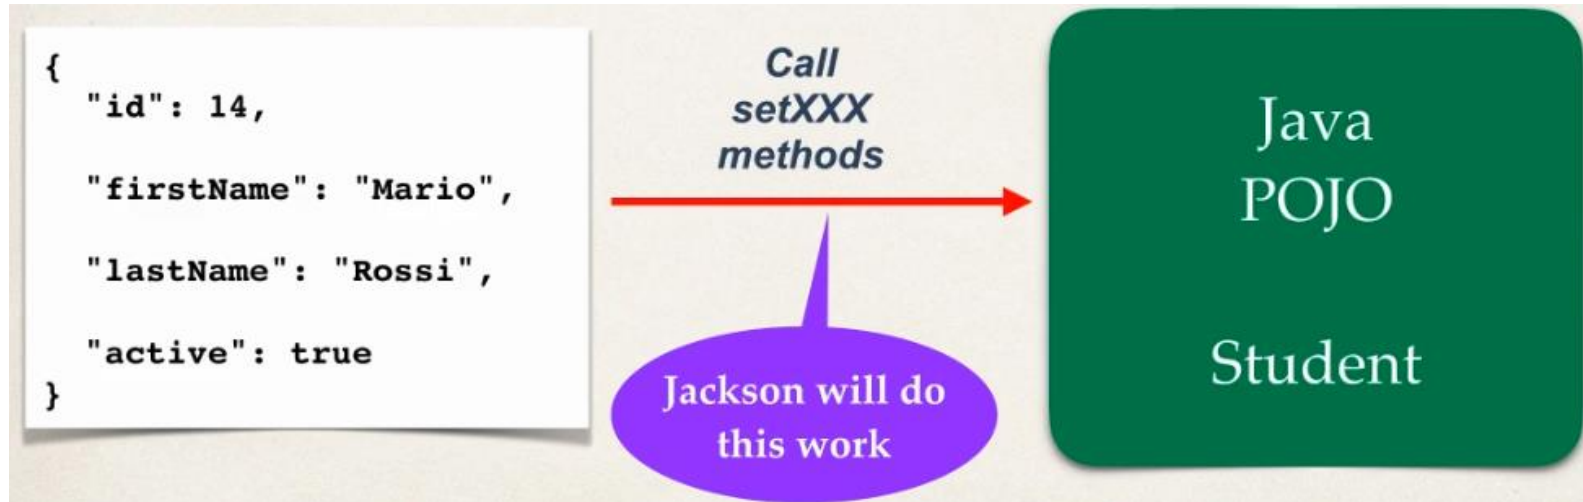 {
"id": 14,
"firstName": "Mario",
"lastName": "Rossi",
"active": true
}
Call
setXXX
methods
Jackson will do
this work
Java
POJO
Student